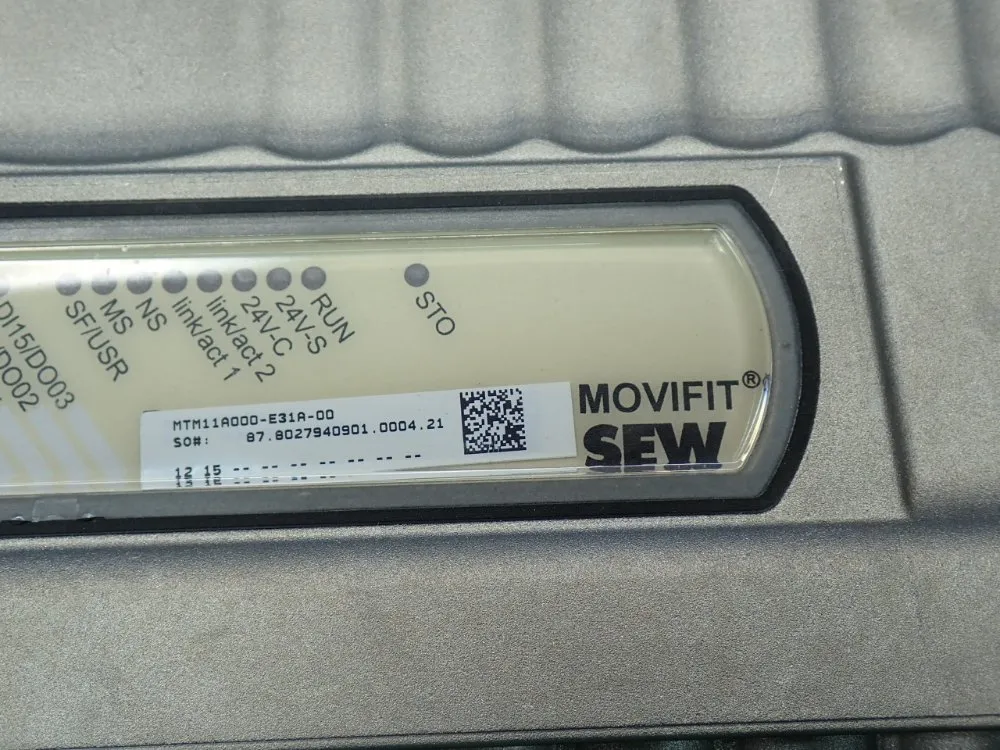 DI15/DO03
/DO02
SF/USR
MS
NS
link/act 1
link/act 2
24V-C
24V-S
RUN
STO
MTM11A000-E31A-00
SO#: 87.8027940901.0004.21
12 15 -- -- -- -- -- -- --
MOVIFIT®
SEW